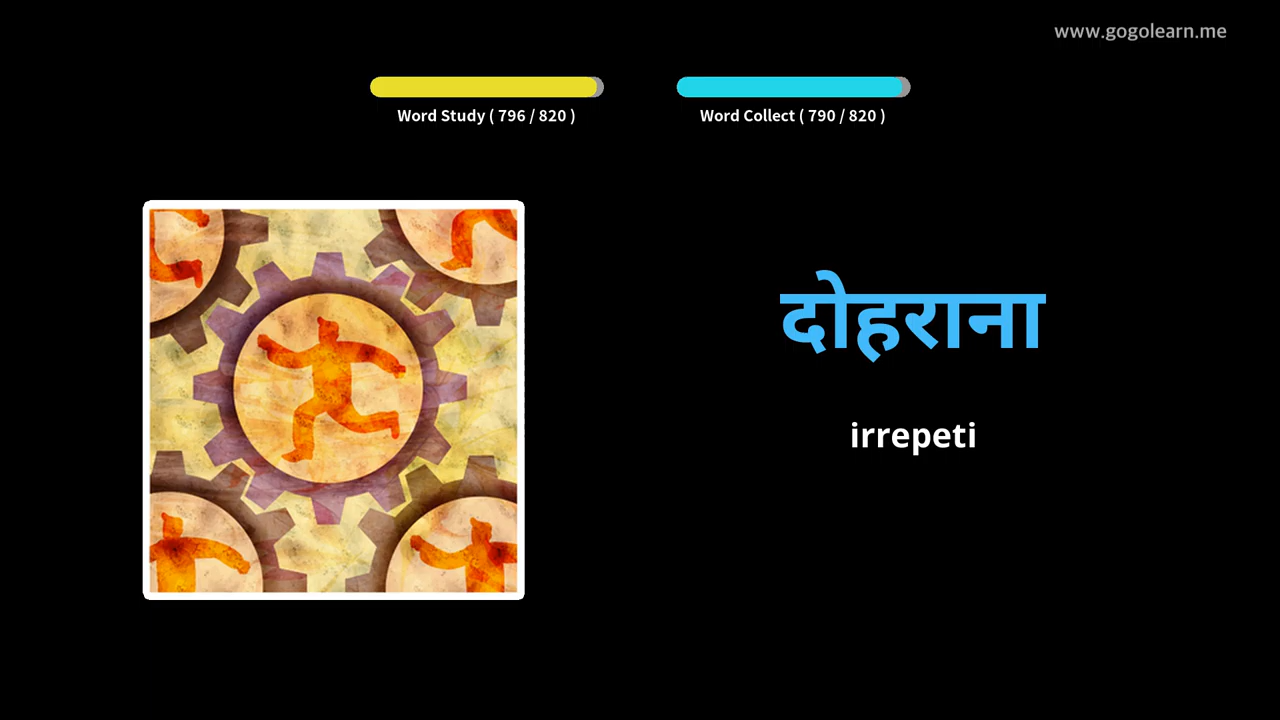 www.gogolearn.me
Word Study ( 796 / 820 )
Word Collect ( 790 / 820 )
दोहराना
irrepeti